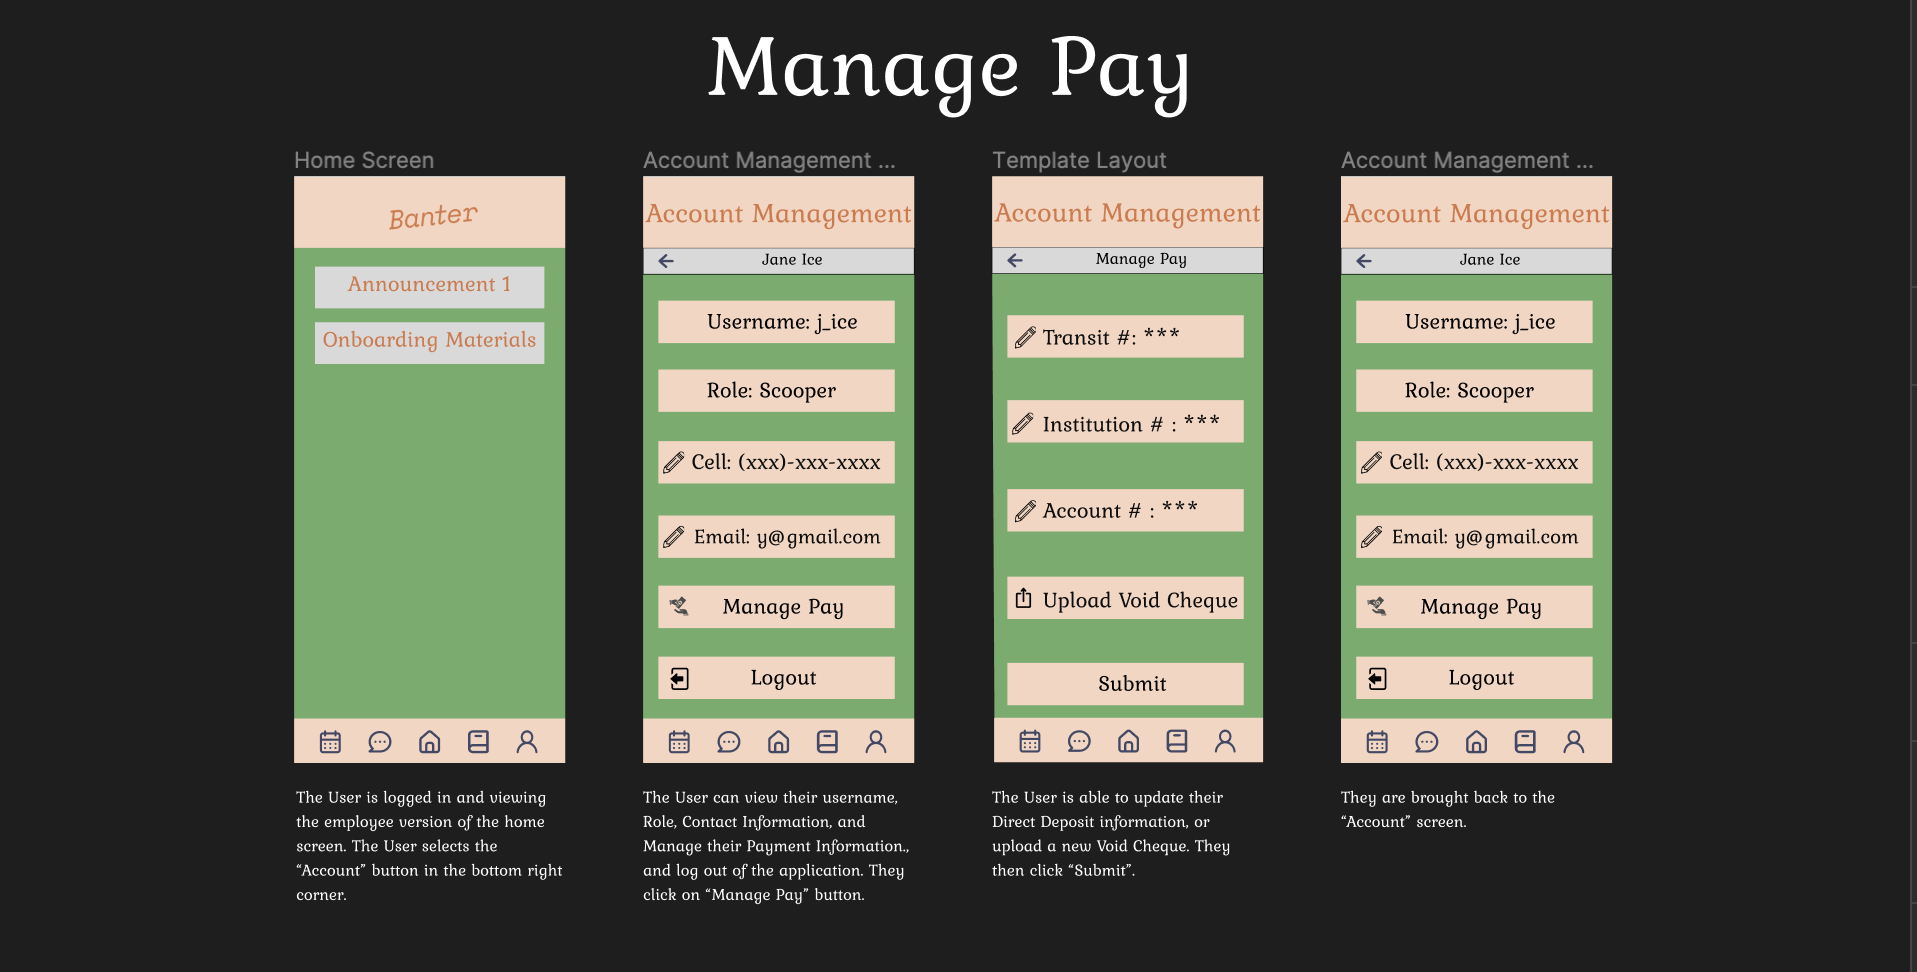 Manage Pay
Home Screen
Banter
Announcement 1
Onboarding Materials
The User is logged in and viewing
the employee version of the home
screen. The User selects the
“Account” button in the bottom right
corner.
Account Management ...
Account Management
Jane Ice
Username: j_ice
Role: Scooper
Cell: (xxx)-xxx-xxxx
Email: y@gmail.com
Manage Pay
Logout
The User can view their username,
Role, Contact Information, and
Manage their Payment Information.,
and log out of the application. They
click on “Manage Pay” button.
Template Layout
Account Management
Manage Pay
Transit #: ***
Institution # : ***
Account # : ***
Upload Void Cheque
Submit
The User is able to update their
Direct Deposit information, or
upload a new Void Cheque. They
then click “Submit”.
Account Management ...
Account Management
Jane Ice
Username: j_ice
Role: Scooper
Cell: (xxx)-xxx-xxxx
Email: y@gmail.com
Manage Pay
Logout
They are brought back to the
“Account” screen.